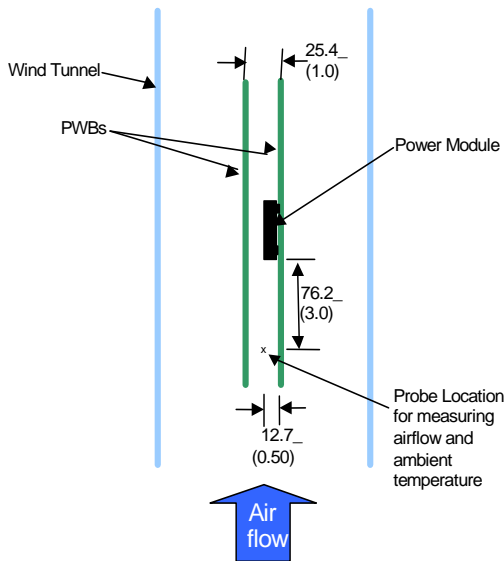 25.4_
(1.0)
Wind Tunnel
PWBs
Power Module
76.2_
(3.0)
x
Probe Location
for measuring
airflow and
ambient
temperature
12.7_
(0.50)
Air
flow